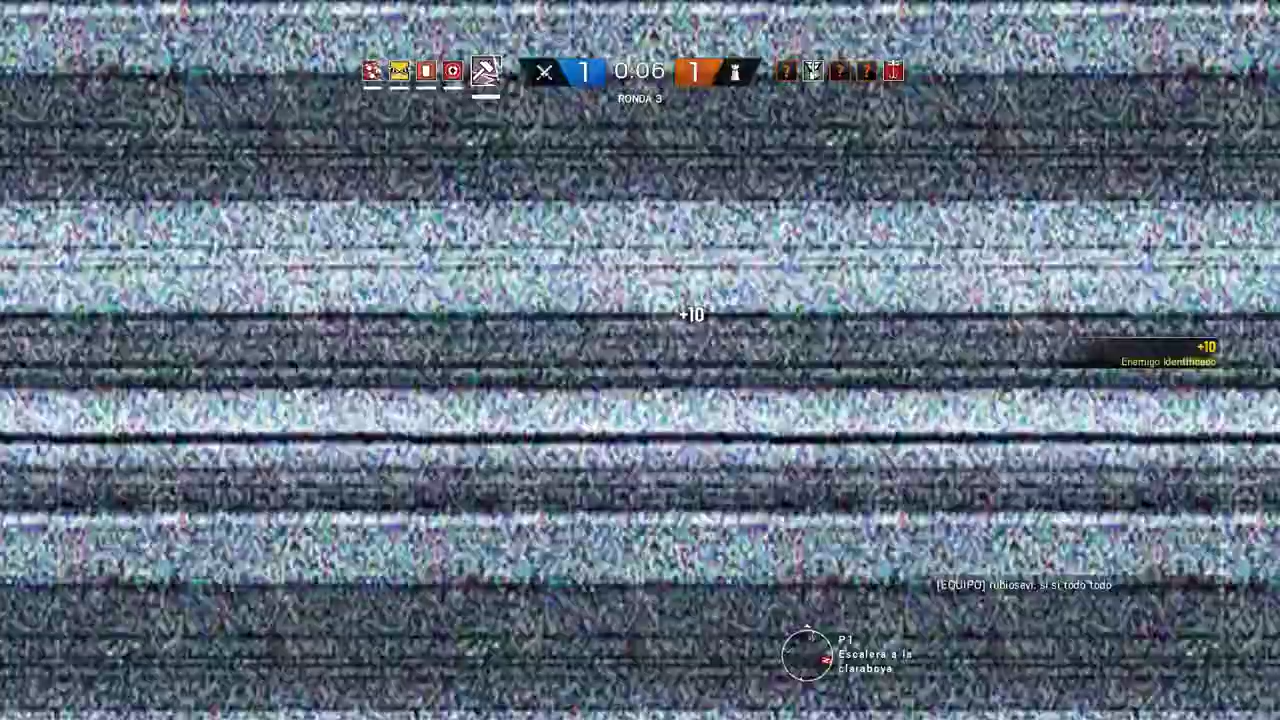 1 0:06 1
? ? ?
RONDA 3
+10
+10
Enemigo identificado
[EQUIPO] rubiosevi: si si todo todo
P1
Escalera a la
claraboya